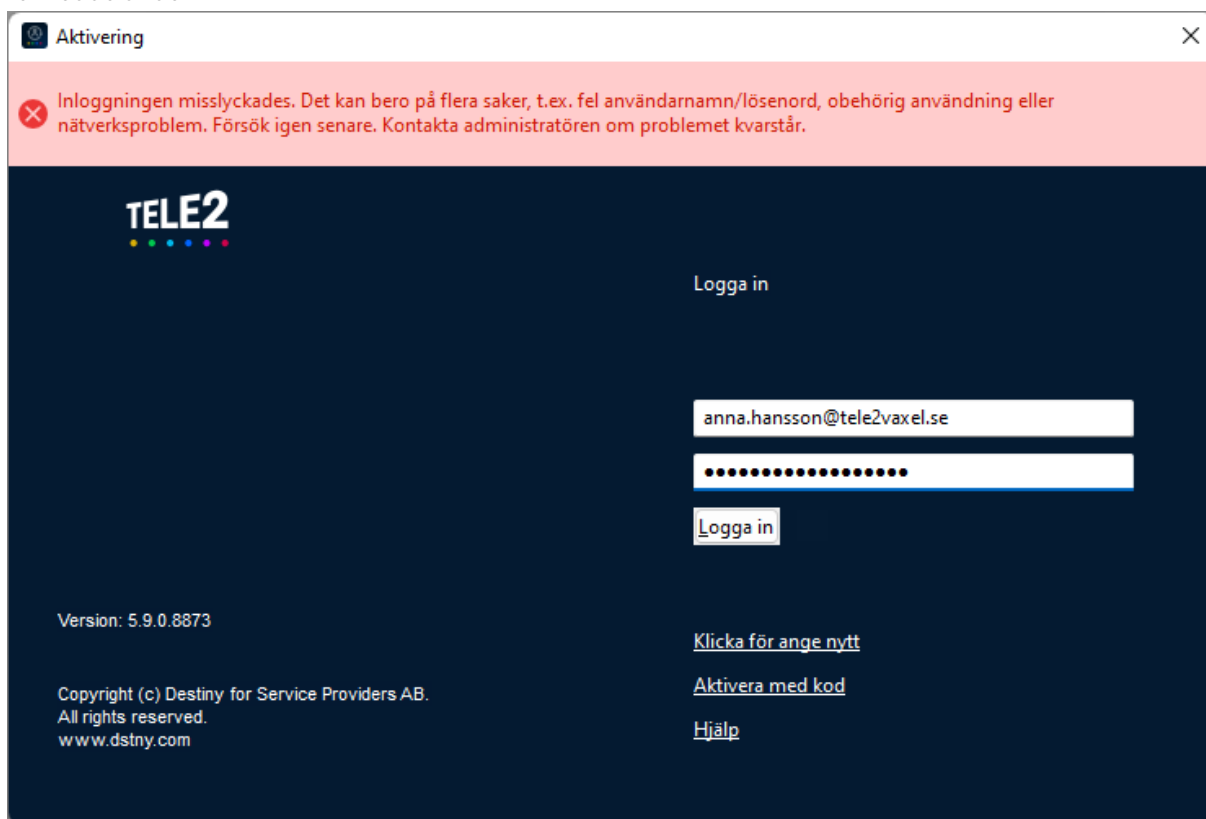 Aktivering
Inloggningen misslyckades. Det kan bero på flera saker, t.ex. fel användarnamn/lösenord, obehörig användning eller
nätverksproblem. Försök igen senare. Kontakta administratören om problemet kvarstår.
TELE2
Logga in
anna.hansson@tele2vaxel.se
Logga in
Version: 5.9.0.8873
Klicka för ange nytt
Aktivera med kod
Hjälp
Copyright (c) Destiny for Service Providers AB.
All rights reserved.
www.dstny.com